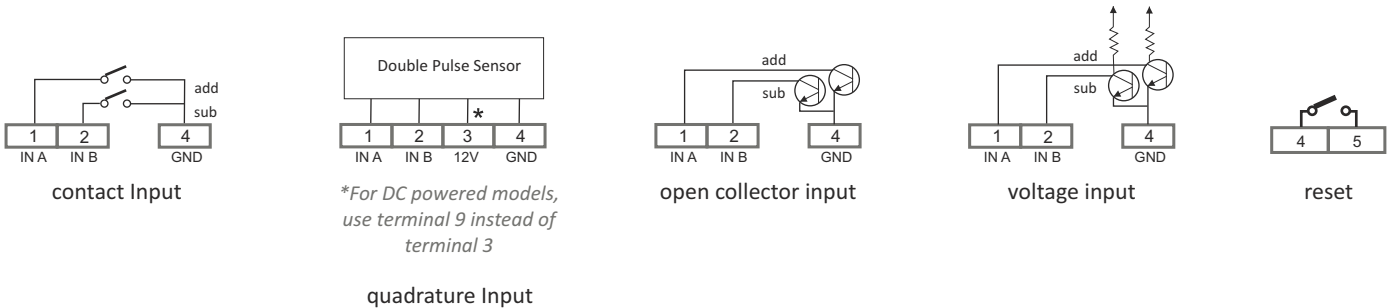 add
sub
1 2 4
IN A IN B GND
contact Input
Double Pulse Sensor
*
1 2 3 4
IN A IN B 12V GND
*For DC powered models,
use terminal 9 instead of
terminal 3
quadrature Input
add
sub
1 2 4
IN A IN B GND
open collector input
add
sub
1 2 4
IN A IN B GND
voltage input
4 5
reset